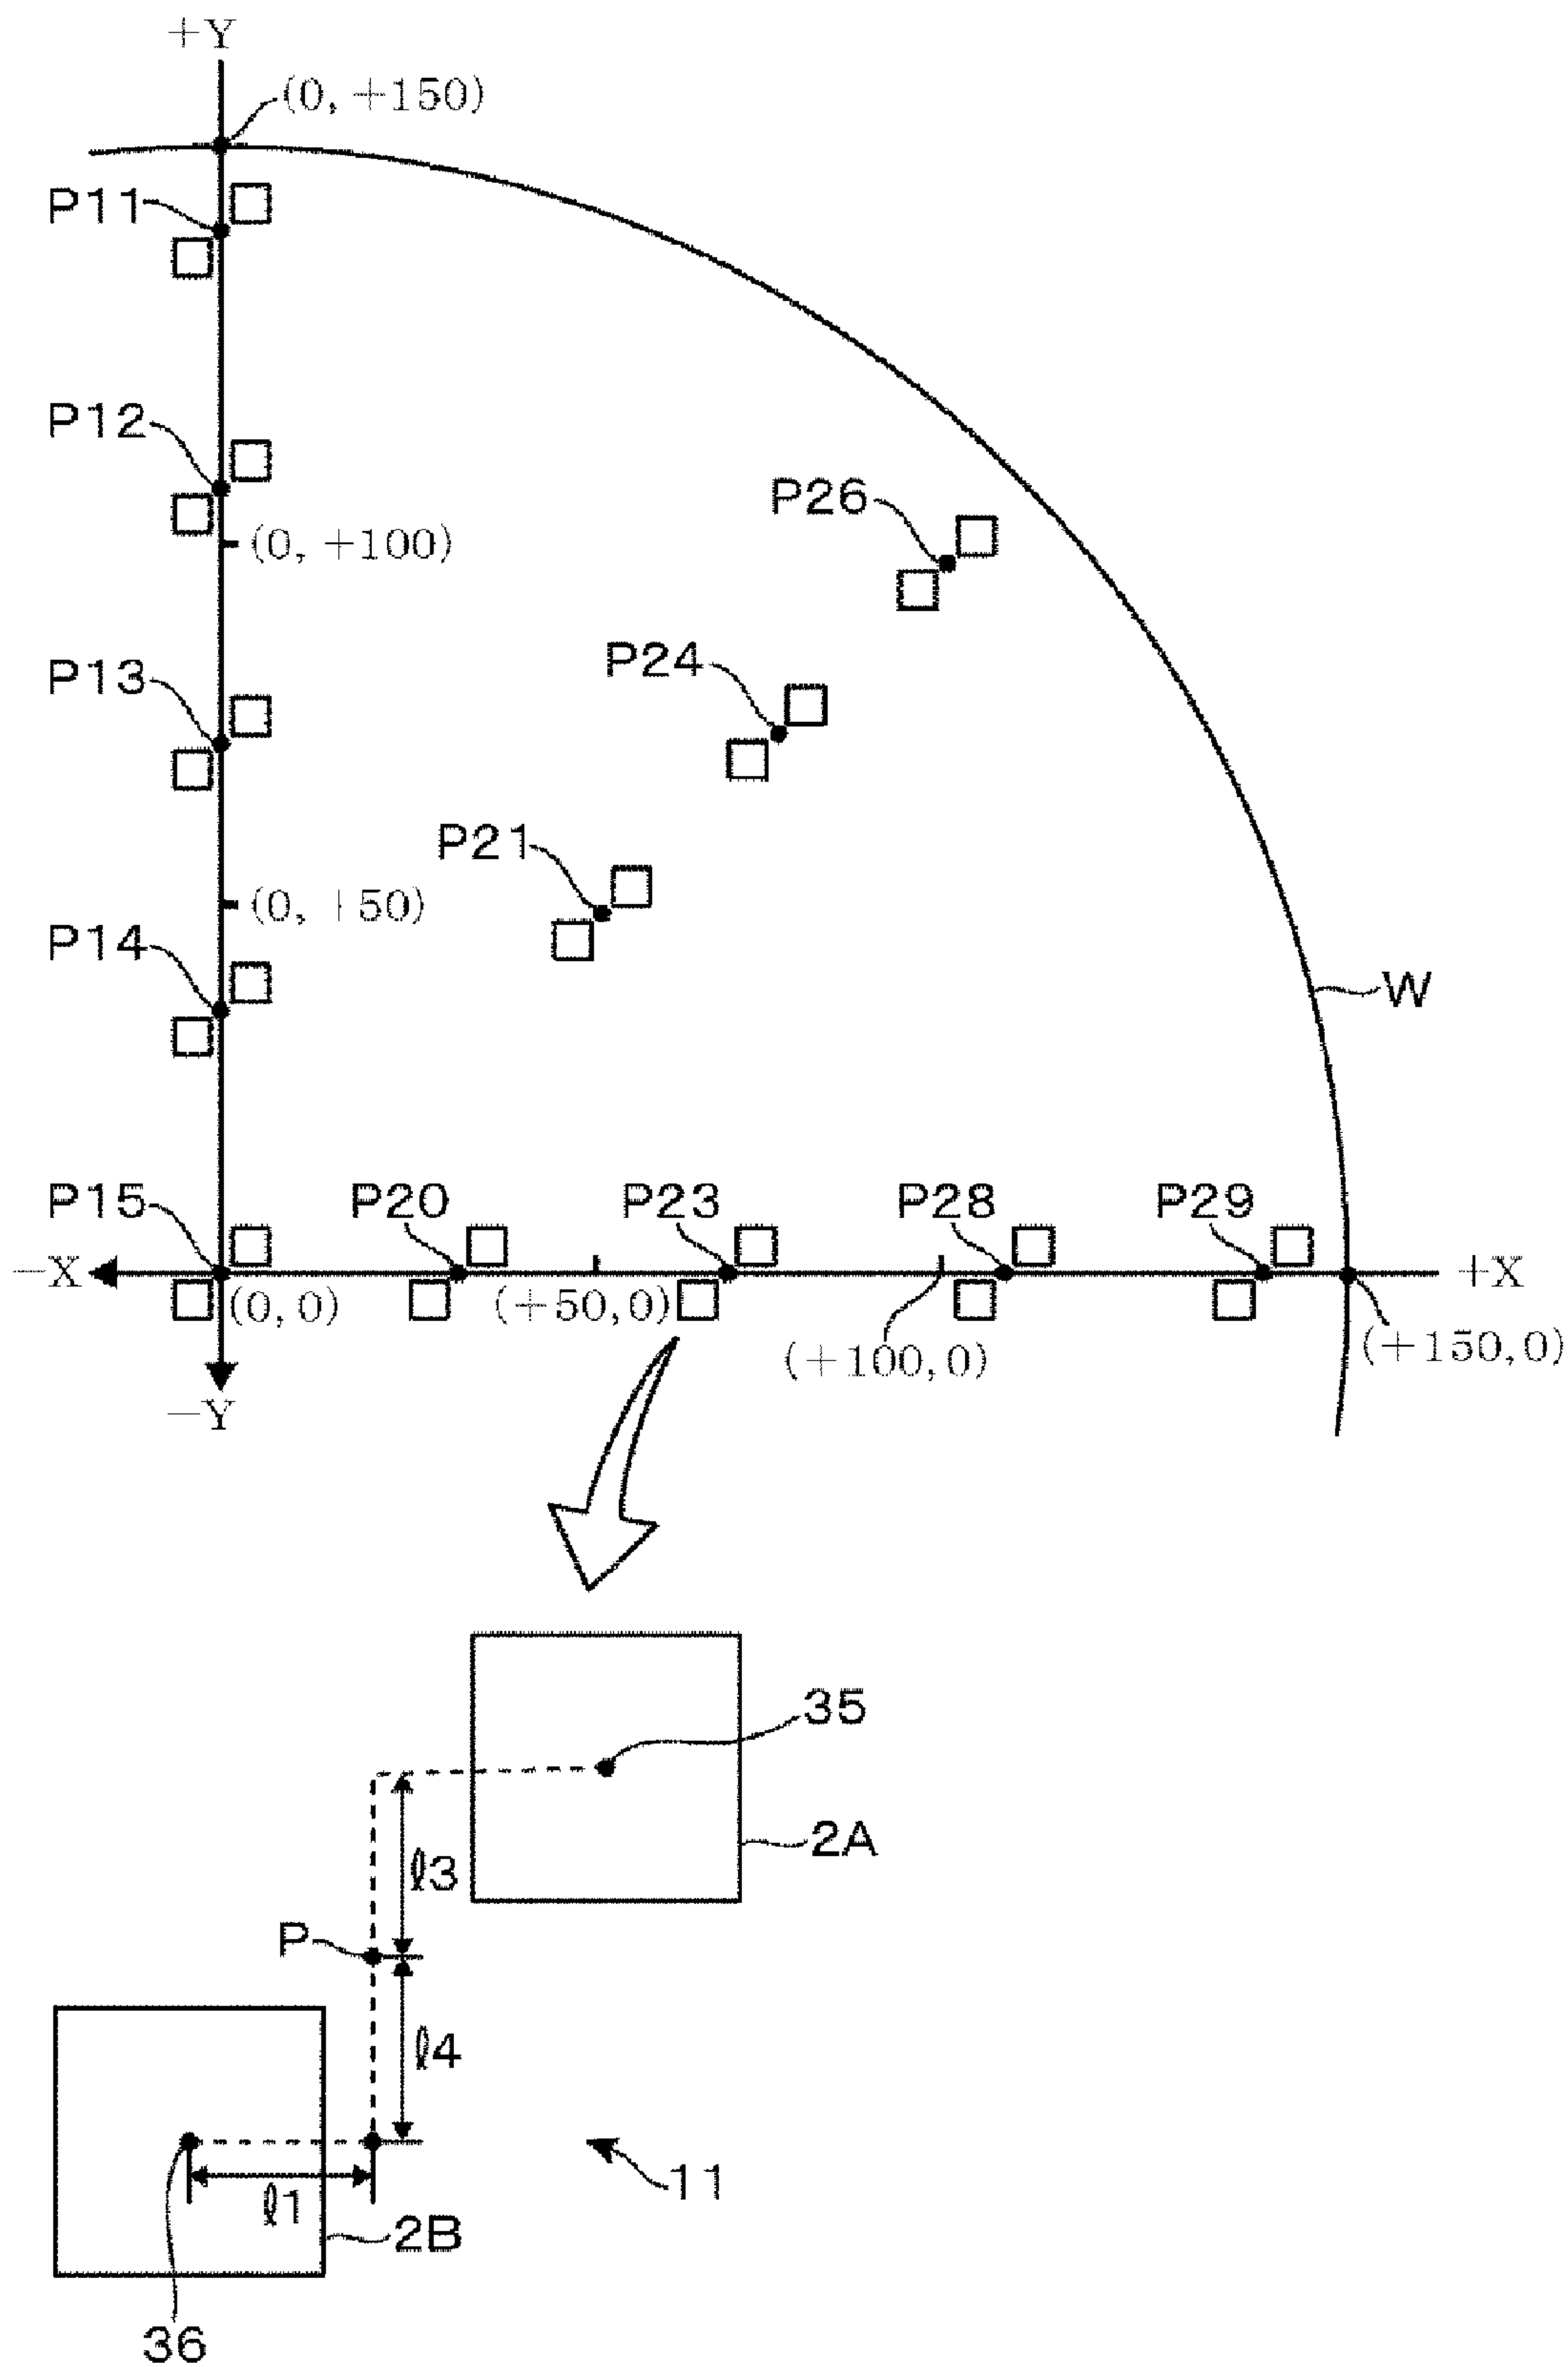 +Y
(0, +150)
P11
P12
P26
(0, +100)
P24
P13
P21
(0, +50)
P14
W
P15
P20
P23
P28
P29
−X
+X
(0, 0)
(+50,0)
(+100,0)
(+150,0)
−Y
35
2A
ℓ3
P
ℓ4
11
ℓ1
2B
36